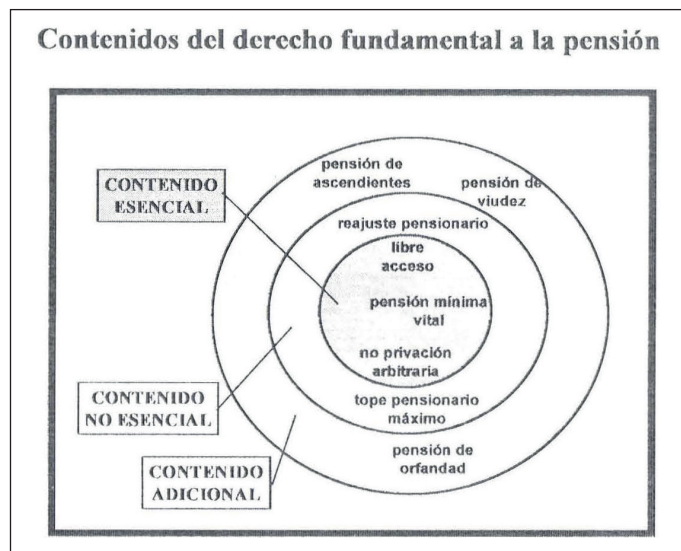 Contenidos del derecho fundamental a la pensión
pensión de
ascendientes
pensión de
viudez
CONTENIDO
ESENCIAL
reajuste pensionario
libre
acceso
pensión mínima
vital
no privación
arbitraria
CONTENIDO
NO ESENCIAL
tope pensionario
máximo
pensión de
orfandad
CONTENIDO
ADICIONAL